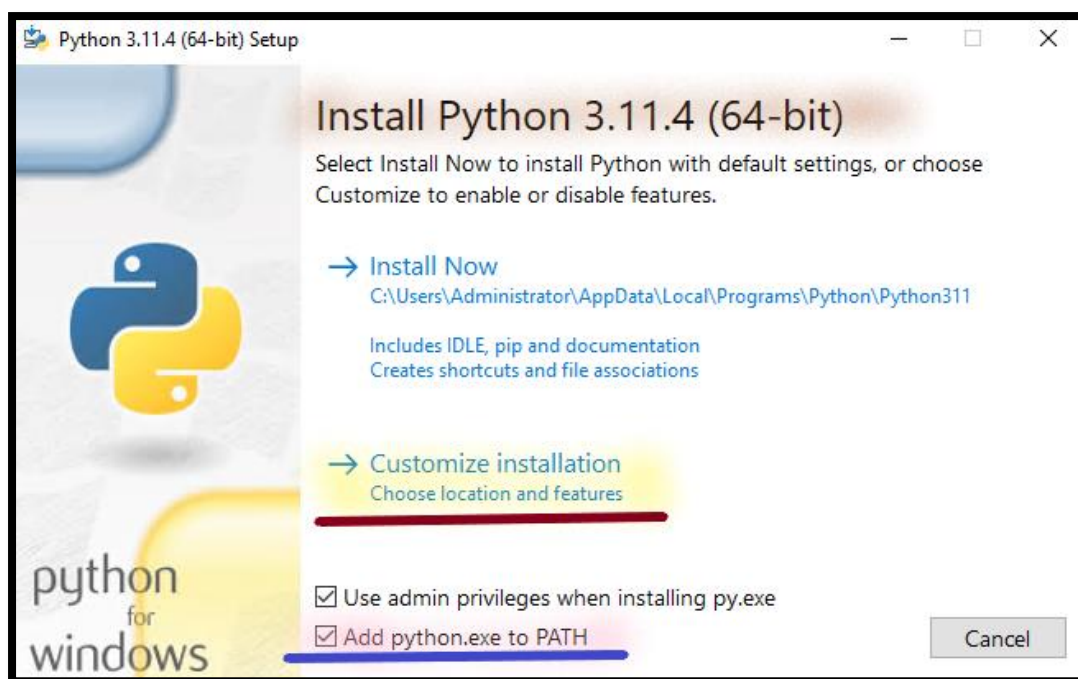 Python 3.11.4 (64-bit) Setup
Install Python 3.11.4 (64-bit)
Select Install Now to install Python with default settings, or choose
Customize to enable or disable features.
Install Now
C:\Users\Administrator\AppData\Local\Programs\Python\Python311
Includes IDLE, pip and documentation
Creates shortcuts and file associations
Customize installation
Choose location and features
Use admin privileges when installing py.exe
Add python.exe to PATH
Cancel
python
for
windows